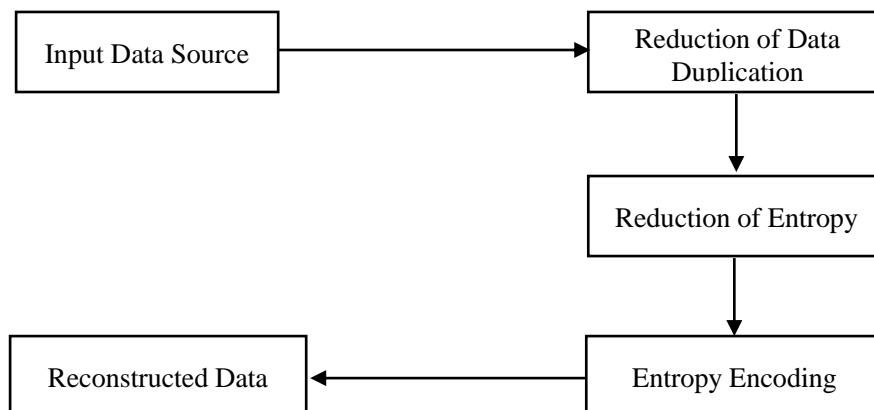 Input Data Source
Reduction of Data
Duplication
Reduction of Entropy
Entropy Encoding
Reconstructed Data